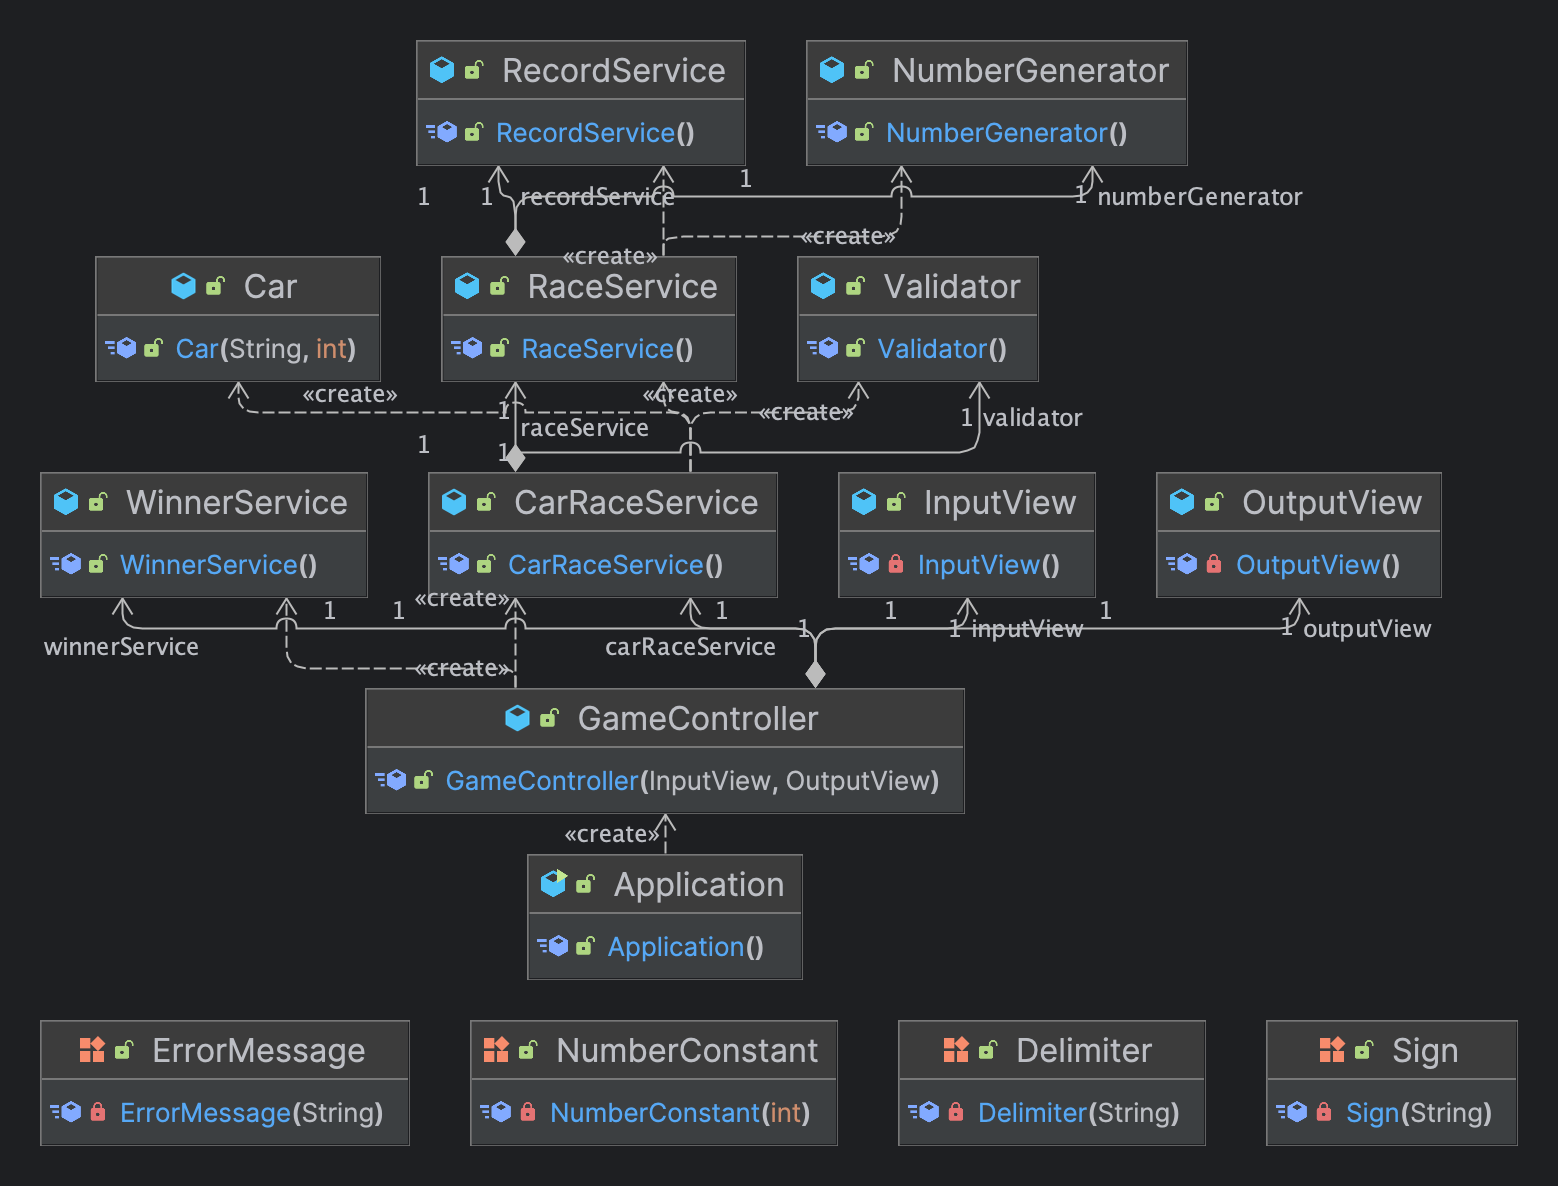 RecordService
NumberGenerator
RecordService()
NumberGenerator()
1
1
1
recordService
1
numberGenerator
«create»
«create»
Car
RaceService
Validator
Car(String, int)
RaceService()
Validator()
«create»
«create»
1
«create»
1
validator
raceService
1
1
WinnerService
CarRaceService
InputView
OutputView
WinnerService()
CarRaceService()
InputView()
OutputView()
«create»
1
1
1
1
1
1
1
inputView
1
outputView
winnerService
carRaceService
«create»
GameController
GameController(InputView, OutputView)
«create»
Application
Application()
ErrorMessage
NumberConstant
Delimiter
Sign
ErrorMessage(String)
NumberConstant(int)
Delimiter(String)
Sign(String)